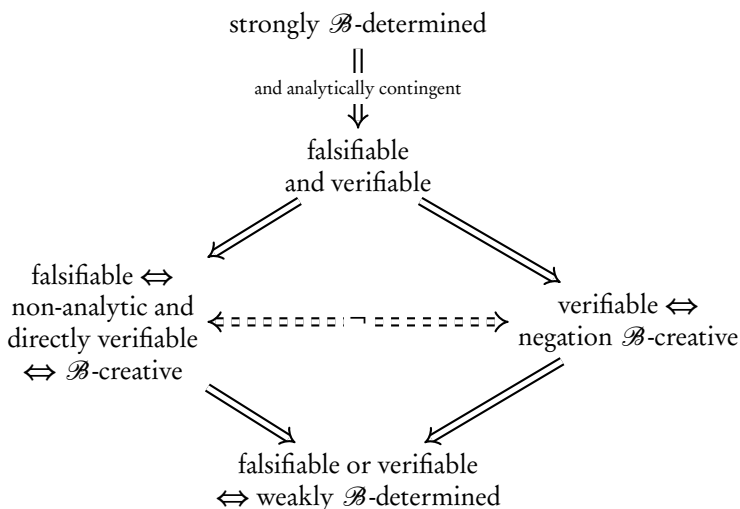 strongly ℬ-determined
and analytically contingent
falsifiable
and verifiable
falsifiable ⇔
non-analytic and
directly verifiable
⇔ ℬ-creative
¬
verifiable ⇔
negation ℬ-creative
falsifiable or verifiable
⇔ weakly ℬ-determined